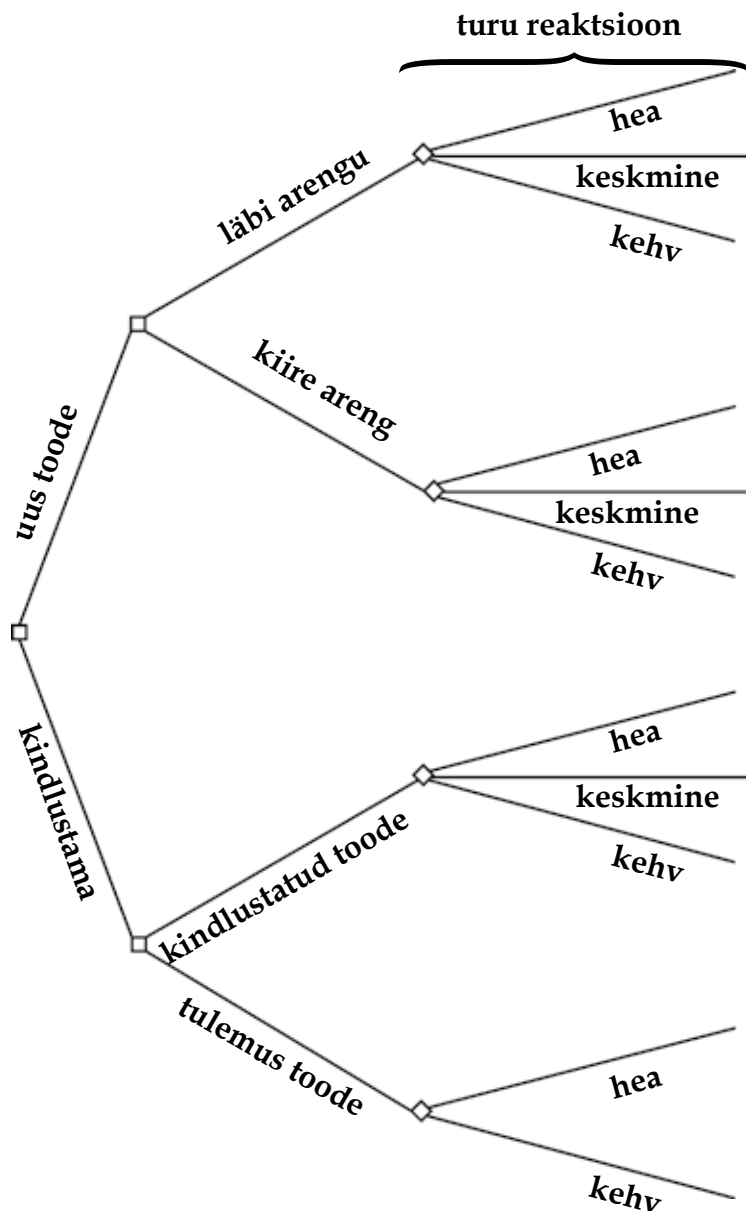 turu reaktsioon
hea
keskmine
kehv
läbi arengu
kiire areng
hea
keskmine
kehv
uus toode
kindlustama
hea
keskmine
kehv
kindlustatud toode
tulemus toode
hea
kehv